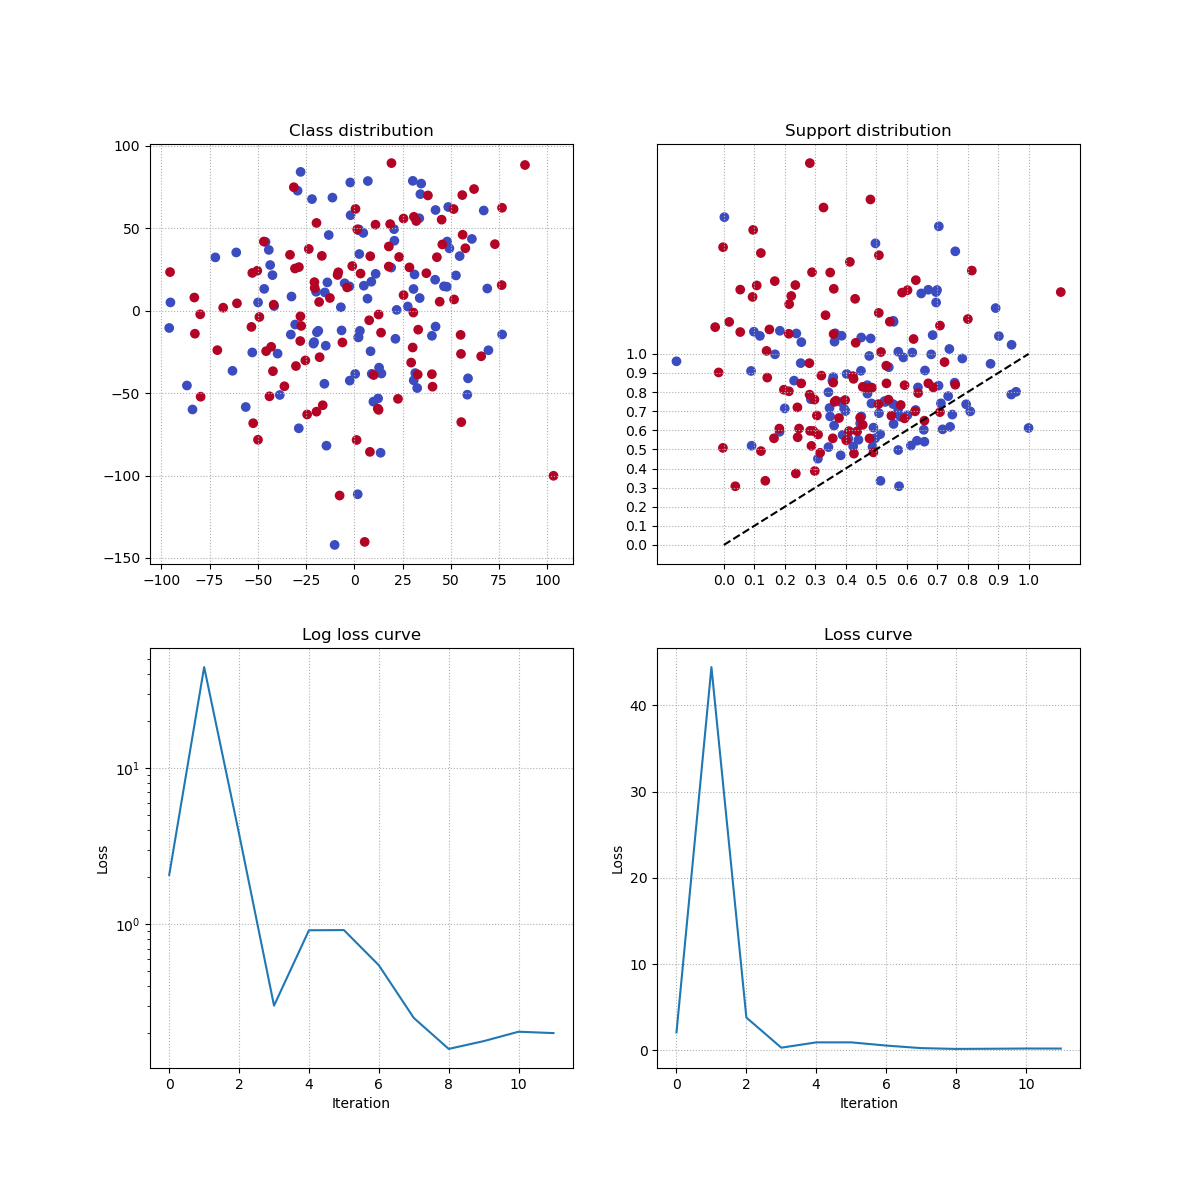 Class distribution
100
50
0
−50
−100
−150
−100 −75 −50 −25 0 25 50 75 100
Support distribution
1.0
0.9
0.8
0.7
0.6
0.5
0.4
0.3
0.2
0.1
0.0
0.0 0.1 0.2 0.3 0.4 0.5 0.6 0.7 0.8 0.9 1.0
Log loss curve
Loss
10¹
10⁰
0 2 4 6 8 10
Iteration
Loss curve
Loss
40
30
20
10
0
0 2 4 6 8 10
Iteration